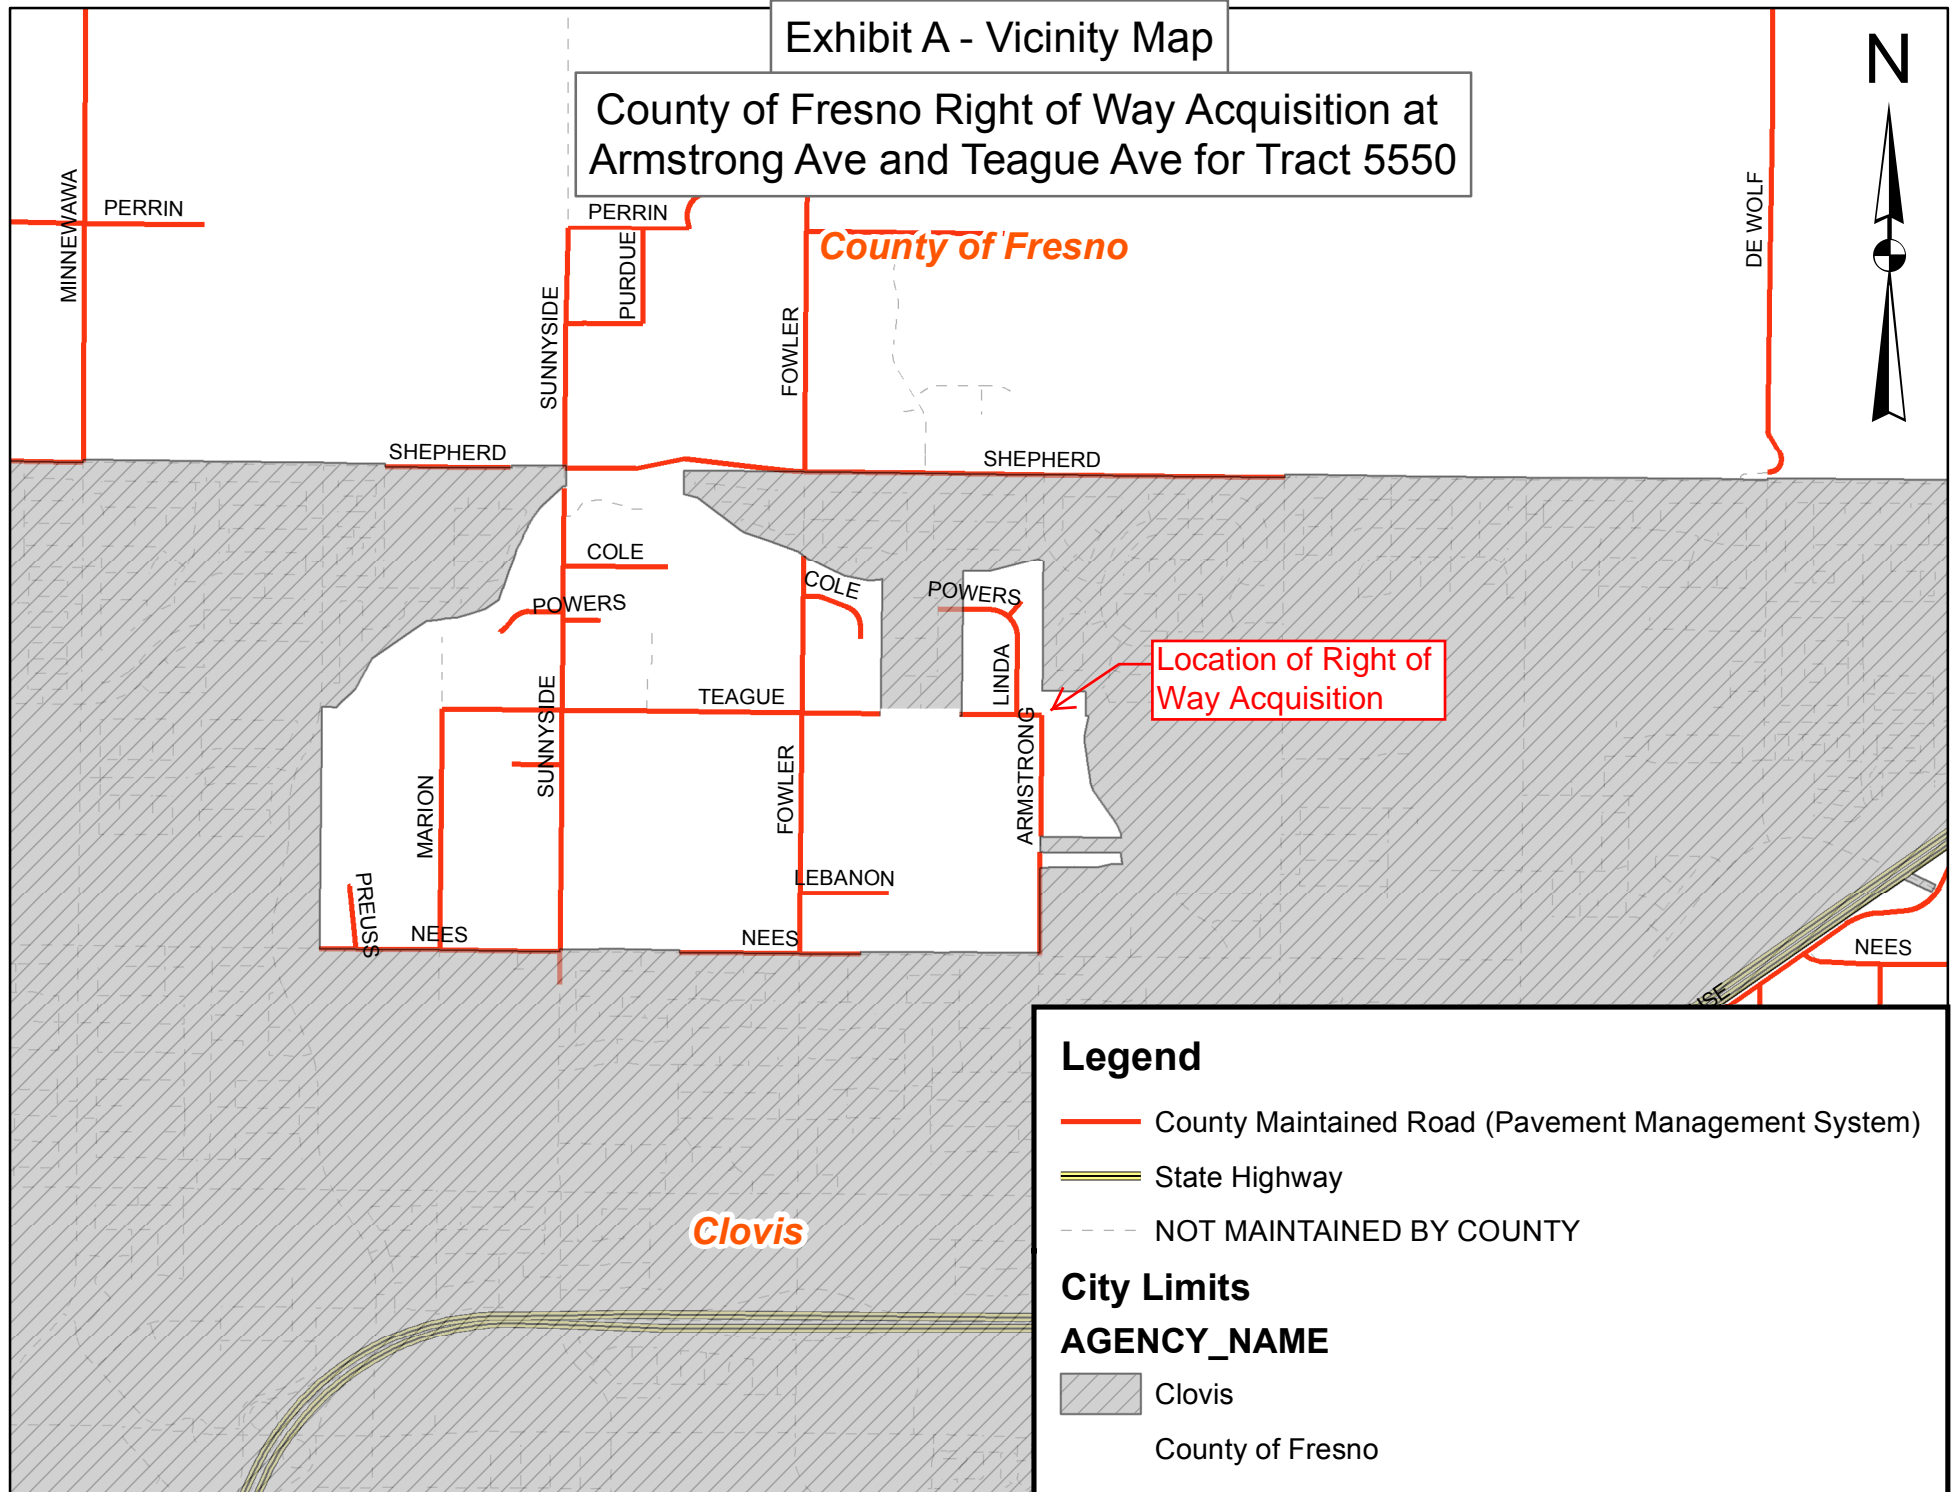 Exhibit A - Vicinity Map
County of Fresno Right of Way Acquisition at
Armstrong Ave and Teague Ave for Tract 5550
N
MINNEWAWA
PERRIN
PERRIN
PURDUE
SUNNYSIDE
FOWLER
County of Fresno
DE WOLF
SHEPHERD
SHEPHERD
COLE
COLE
POWERS
POWERS
LINDA
Location of Right of
Way Acquisition
TEAGUE
SUNNYSIDE
MARION
FOWLER
ARMSTRONG
PREUSS
LEBANON
NEES
NEES
NEES
Legend
County Maintained Road (Pavement Management System)
State Highway
NOT MAINTAINED BY COUNTY
City Limits
AGENCY_NAME
Clovis
County of Fresno
Clovis